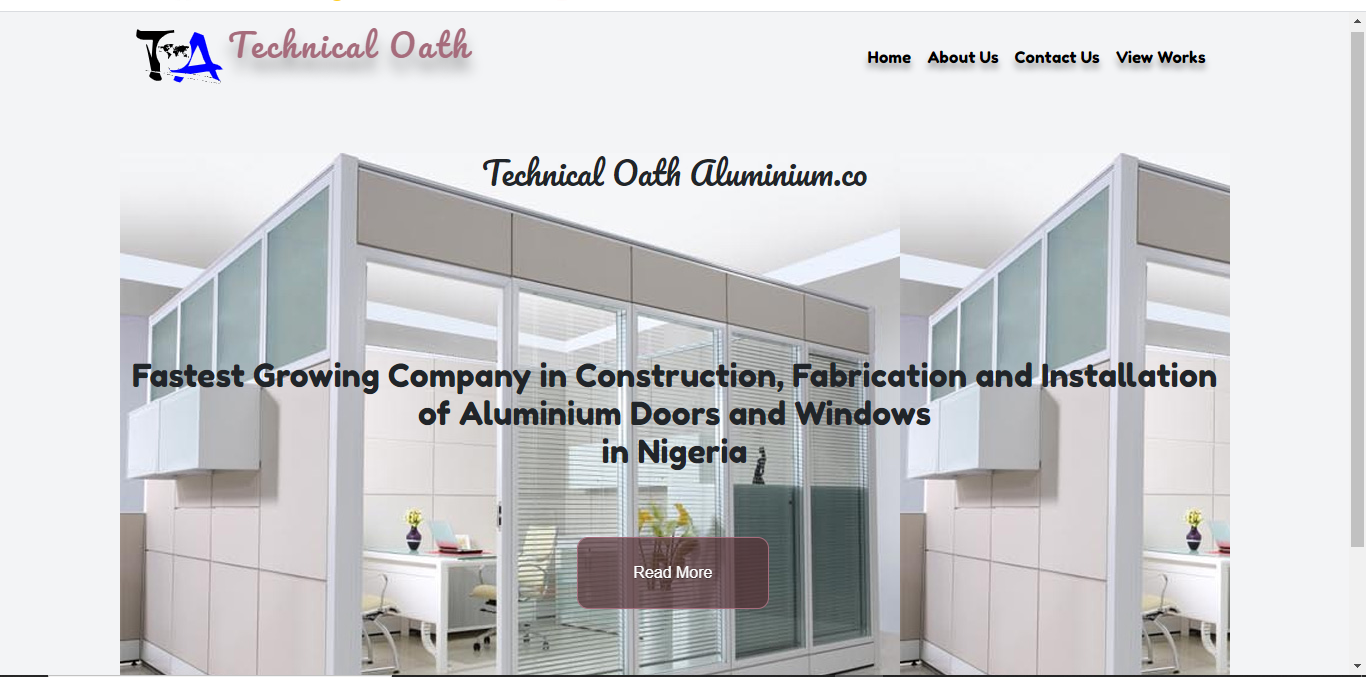 Technical Oath
Home About Us Contact Us View Works
Technical Oath Aluminium.co
Fastest Growing Company in Construction, Fabrication and Installation
of Aluminium Doors and Windows
in Nigeria
Read More